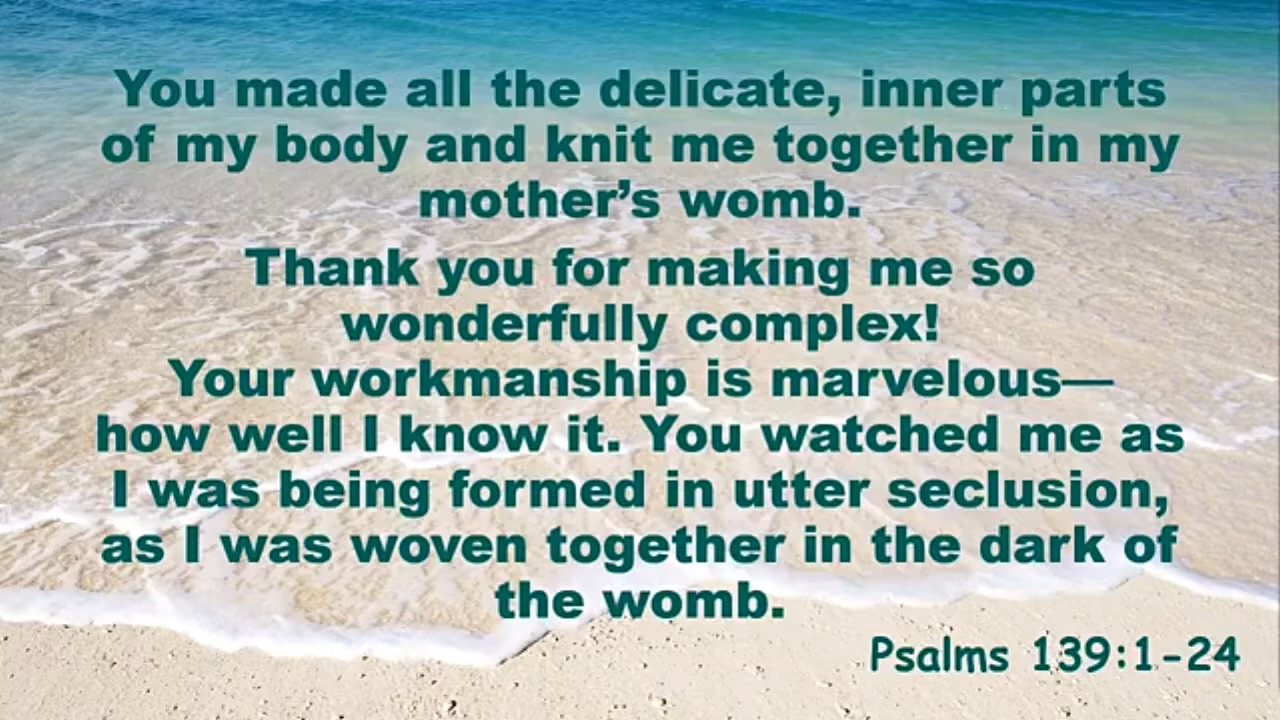 You made all the delicate, inner parts
of my body and knit me together in my
mother’s womb.
Thank you for making me so
wonderfully complex!
Your workmanship is marvelous—
how well I know it. You watched me as
I was being formed in utter seclusion,
as I was woven together in the dark of
the womb.
Psalms 139:1-24